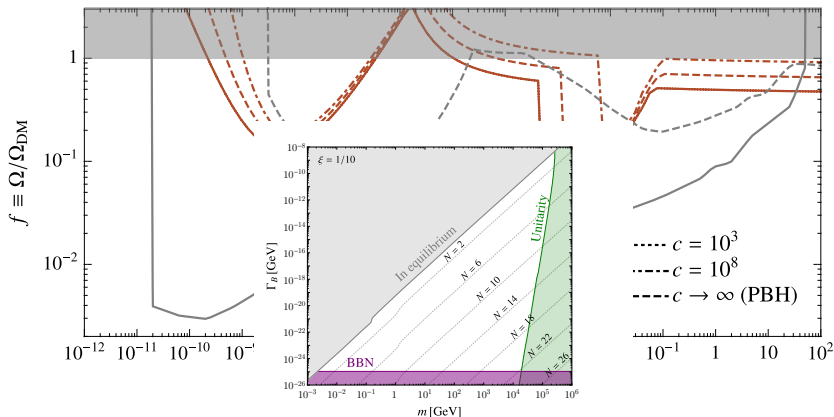 f ≡ Ω/Ω_DM
1
10^-1
10^-2
10^-12
10^-11
10^-10
10^-1
1
10
10^2
c = 10^3
c = 10^8
c → ∞ (PBH)
ξ = 1/10
In equilibrium
Unitarity
BBN
N = 2
N = 6
N = 10
N = 14
N = 18
N = 22
N = 26
Γ_B [GeV]
10^-8
10^-10
10^-12
10^-14
10^-16
10^-18
10^-20
10^-22
10^-24
10^-26
10^-3
10^-2
10^-1
1
10^1
10^2
10^3
10^4
10^5
10^6
m [GeV]